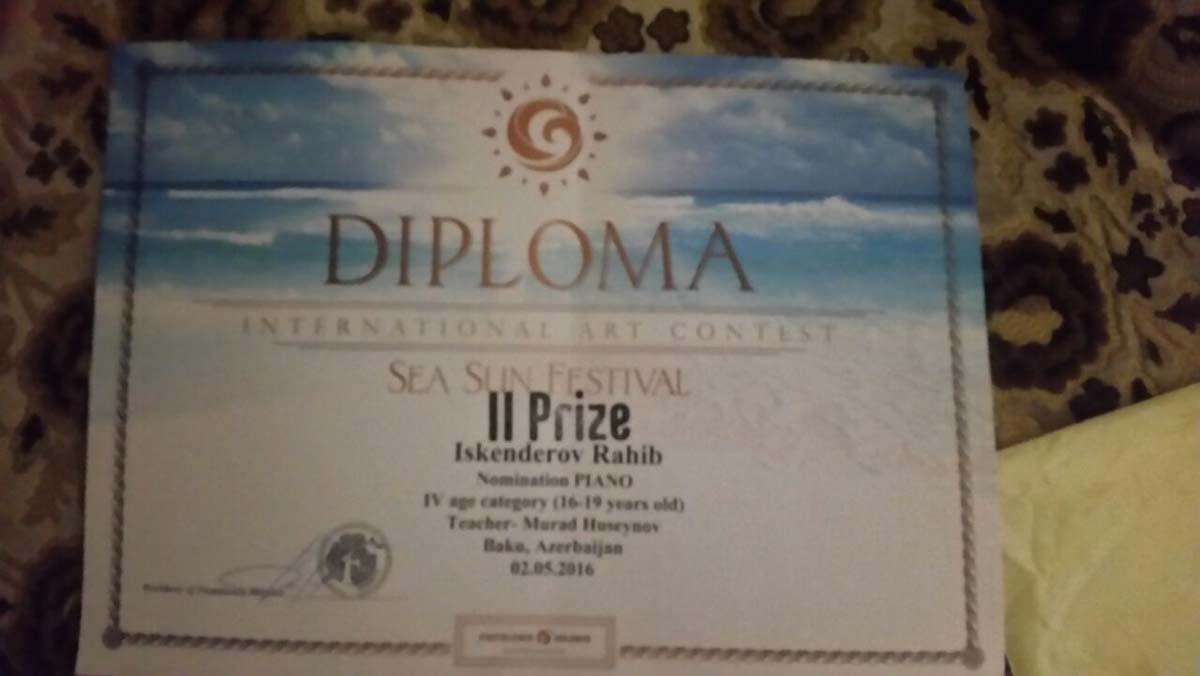 DIPLOMA
INTERNATIONAL ART CONTEST
SEA SUN FESTIVAL
II Prize
Iskenderov Rahib
Nomination PIANO
IV age category (16-19 years old)
Teacher- Murad Huseynov
Baku, Azerbaijan
02.05.2016